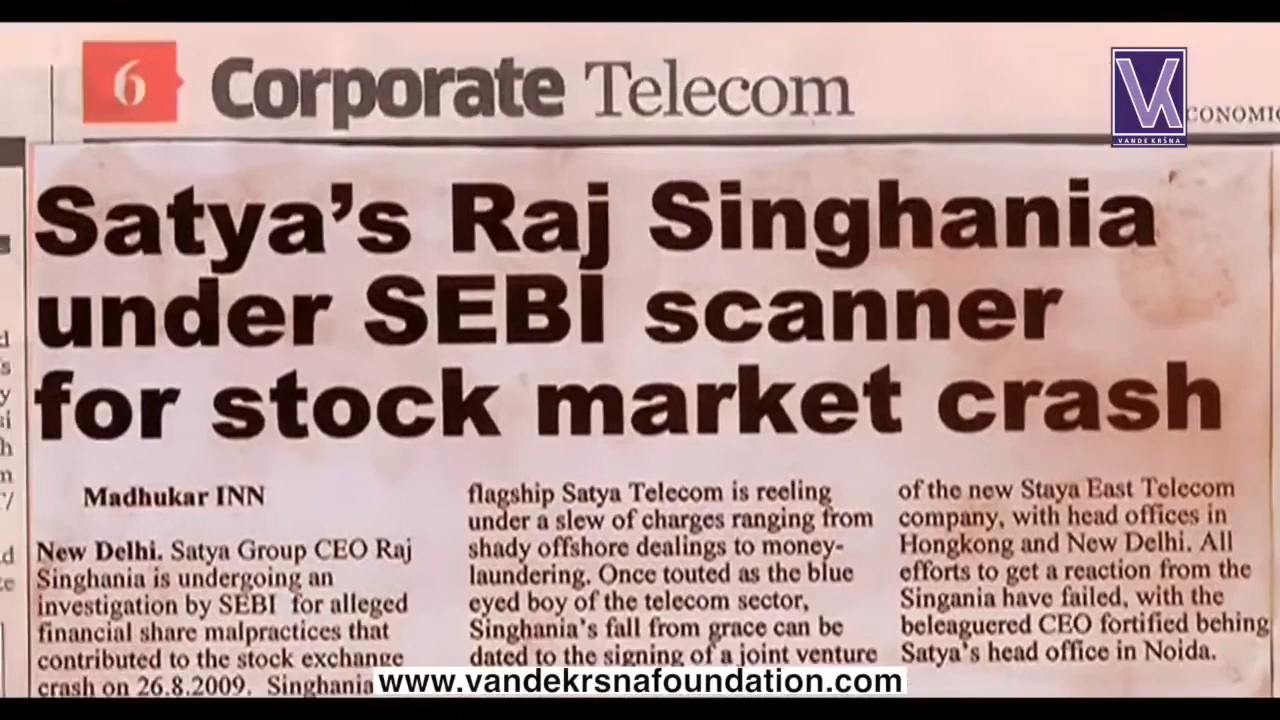 6 Corporate Telecom
VK
VANDE KRŠNA
CONOMIC
Satya's Raj Singhania
under SEBI scanner
for stock market crash
Madhukar INN
New Delhi. Satya Group CEO Raj
Singhania is undergoing an
investigation by SEBI for alleged
financial share malpractices that
contributed to the stock exchange
crash on 26.8.2009. Singhania
flagship Satya Telecom is reeling
under a slew of charges ranging from
shady offshore dealings to money-
laundering. Once touted as the blue
eyed boy of the telecom sector,
Singhania's fall from grace can be
dated to the signing of a joint venture
of the new Staya East Telecom
company, with head offices in
Hongkong and New Delhi. All
efforts to get a reaction from the
Singania have failed, with the
beleaguered CEO fortified behing
Satya's head office in Noida.
www.vandekrsnafoundation.com